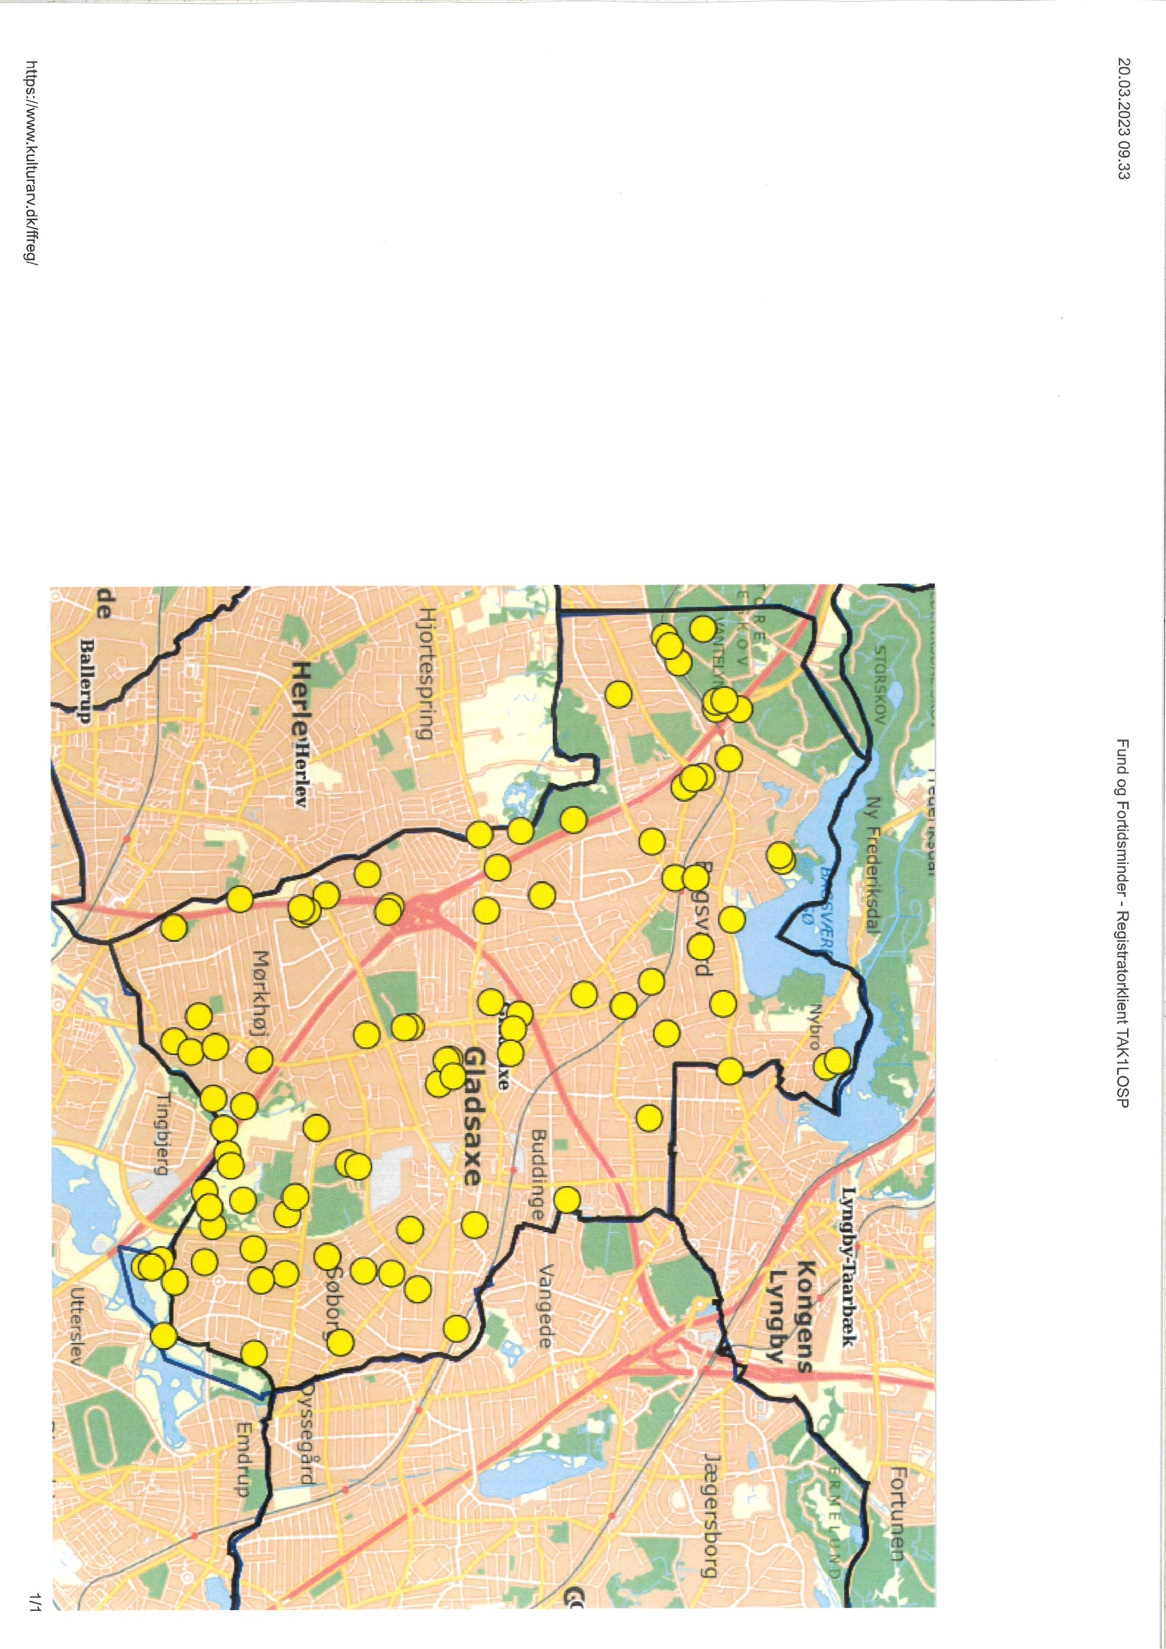 20.03.2023 09.33
Fund og Fortidsminder - Registratorklient TAK1LOSP
STORSKOV
Ny Frederiksdal
Nybro
Lyngby-Taarbæk
Kongens
Lyngby
Fortunen
Jægersborg
Hjortespring
Buddinge
Vangede
Gladsaxe
Herlev
Ballerup
de
Mørkhøj
Søborg
Dyssegård
Tingbjerg
Emdrup
Utterslev
https://www.kulturarv.dk/ffreg/
1/1